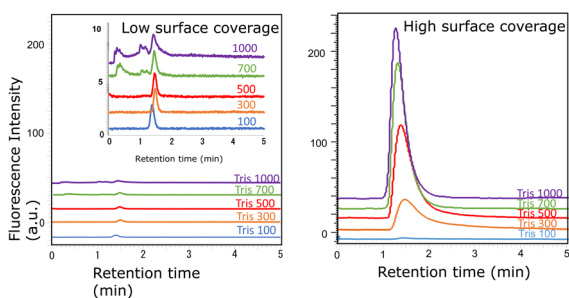 Low surface coverage
High surface coverage
Fluorescence Intensity
(a.u.)
200
100
0
10
5
0
1000
700
500
300
100
0
1
2
3
4
5
Retention time (min)
Tris 1000
Tris 700
Tris 500
Tris 300
Tris 100
0
1
2
3
4
5
Retention time
(min)
200
100
0
Tris 1000
Tris 700
Tris 500
Tris 300
Tris 100
0
1
2
3
4
5
Retention time (min)